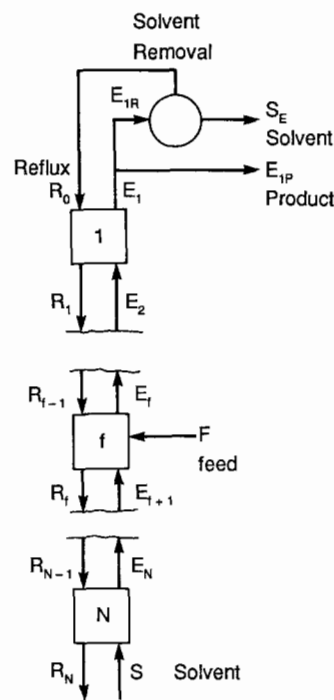 Solvent
Removal
E1R
SE
Solvent
E1P
Product
Reflux
R0
E1
1
R1
E2
Rf−1
Ef
f
F
feed
Rf
Ef+1
RN−1
EN
N
RN
S
Solvent